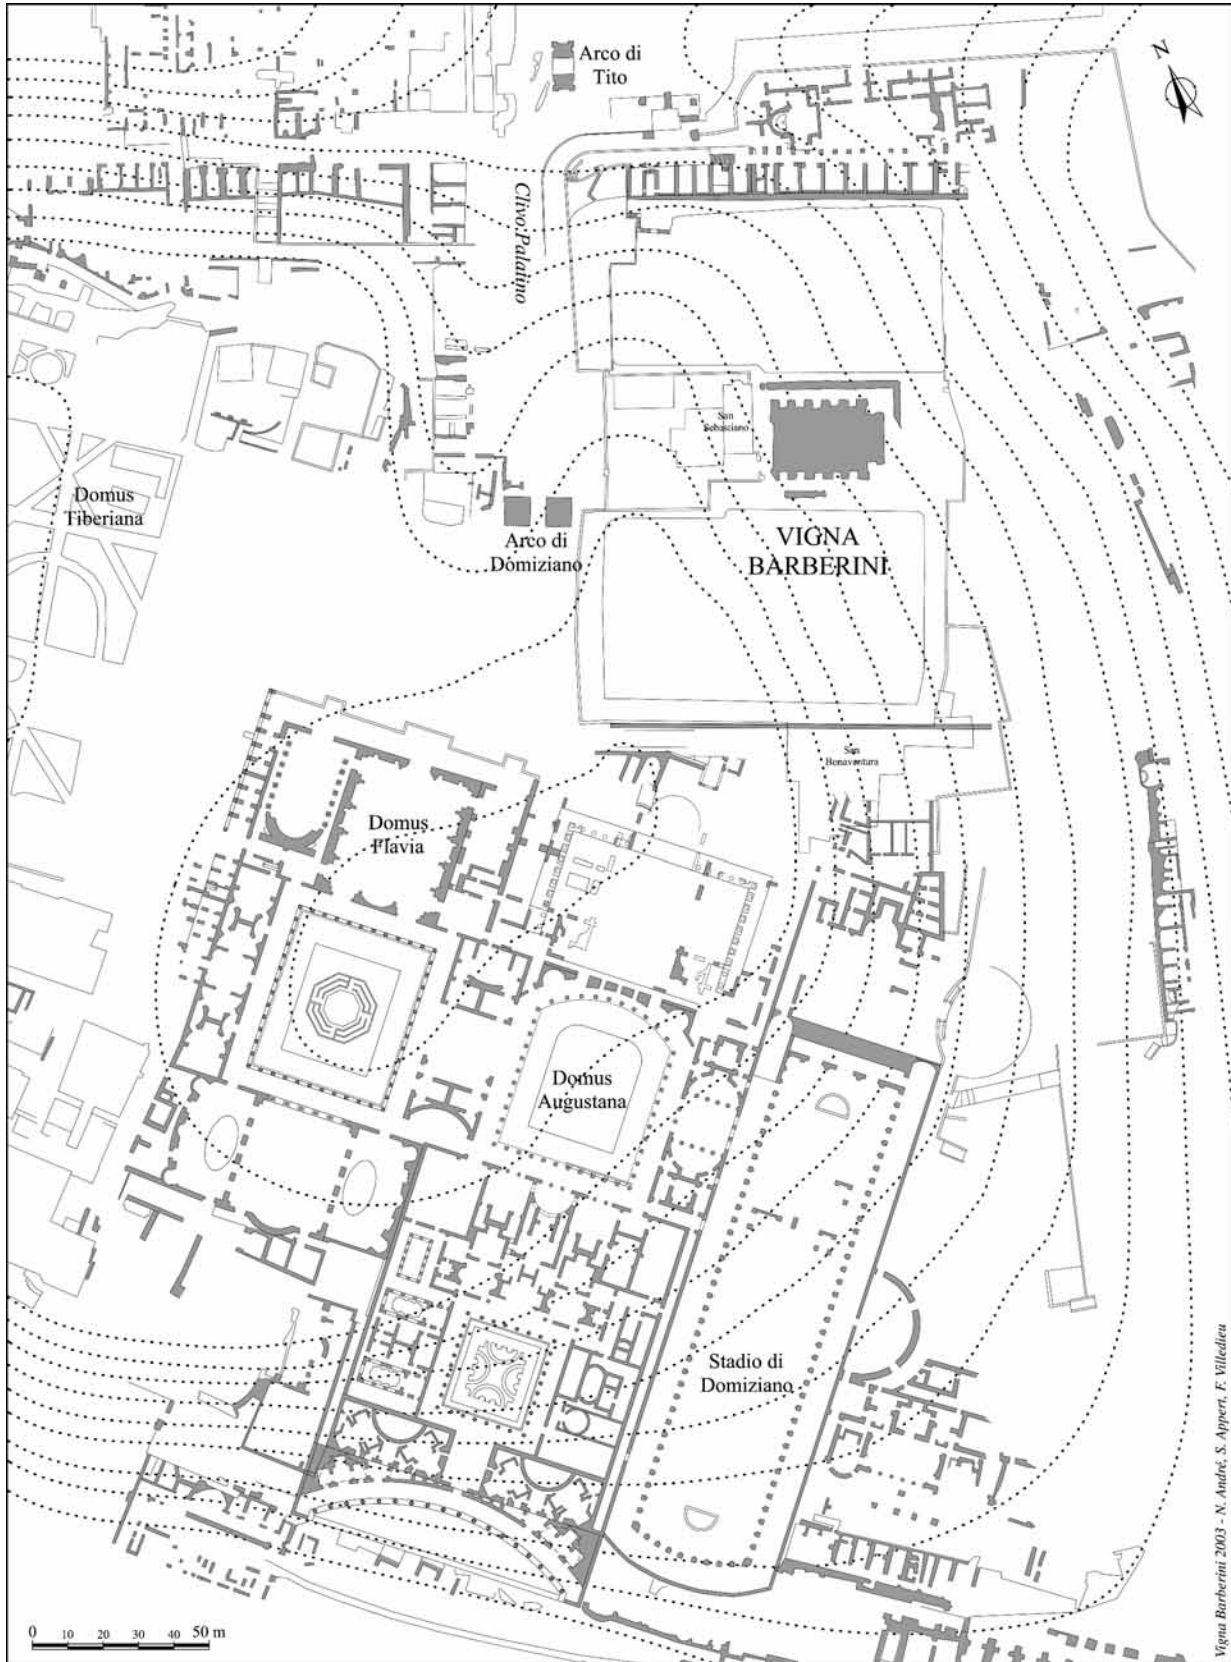 Arco di
Tito
N
Clivo Palatino
San
Sebastiano
Domus
Tiberiana
Arco di
Domiziano
VIGNA
BARBERINI
San
Bonaventura
Domus
Flavia
Domus
Augustana
Stadio di
Domiziano
0 10 20 30 40 50 m
Vigna Barberini 2003 - N. André, S. Appert, F. Villedieu